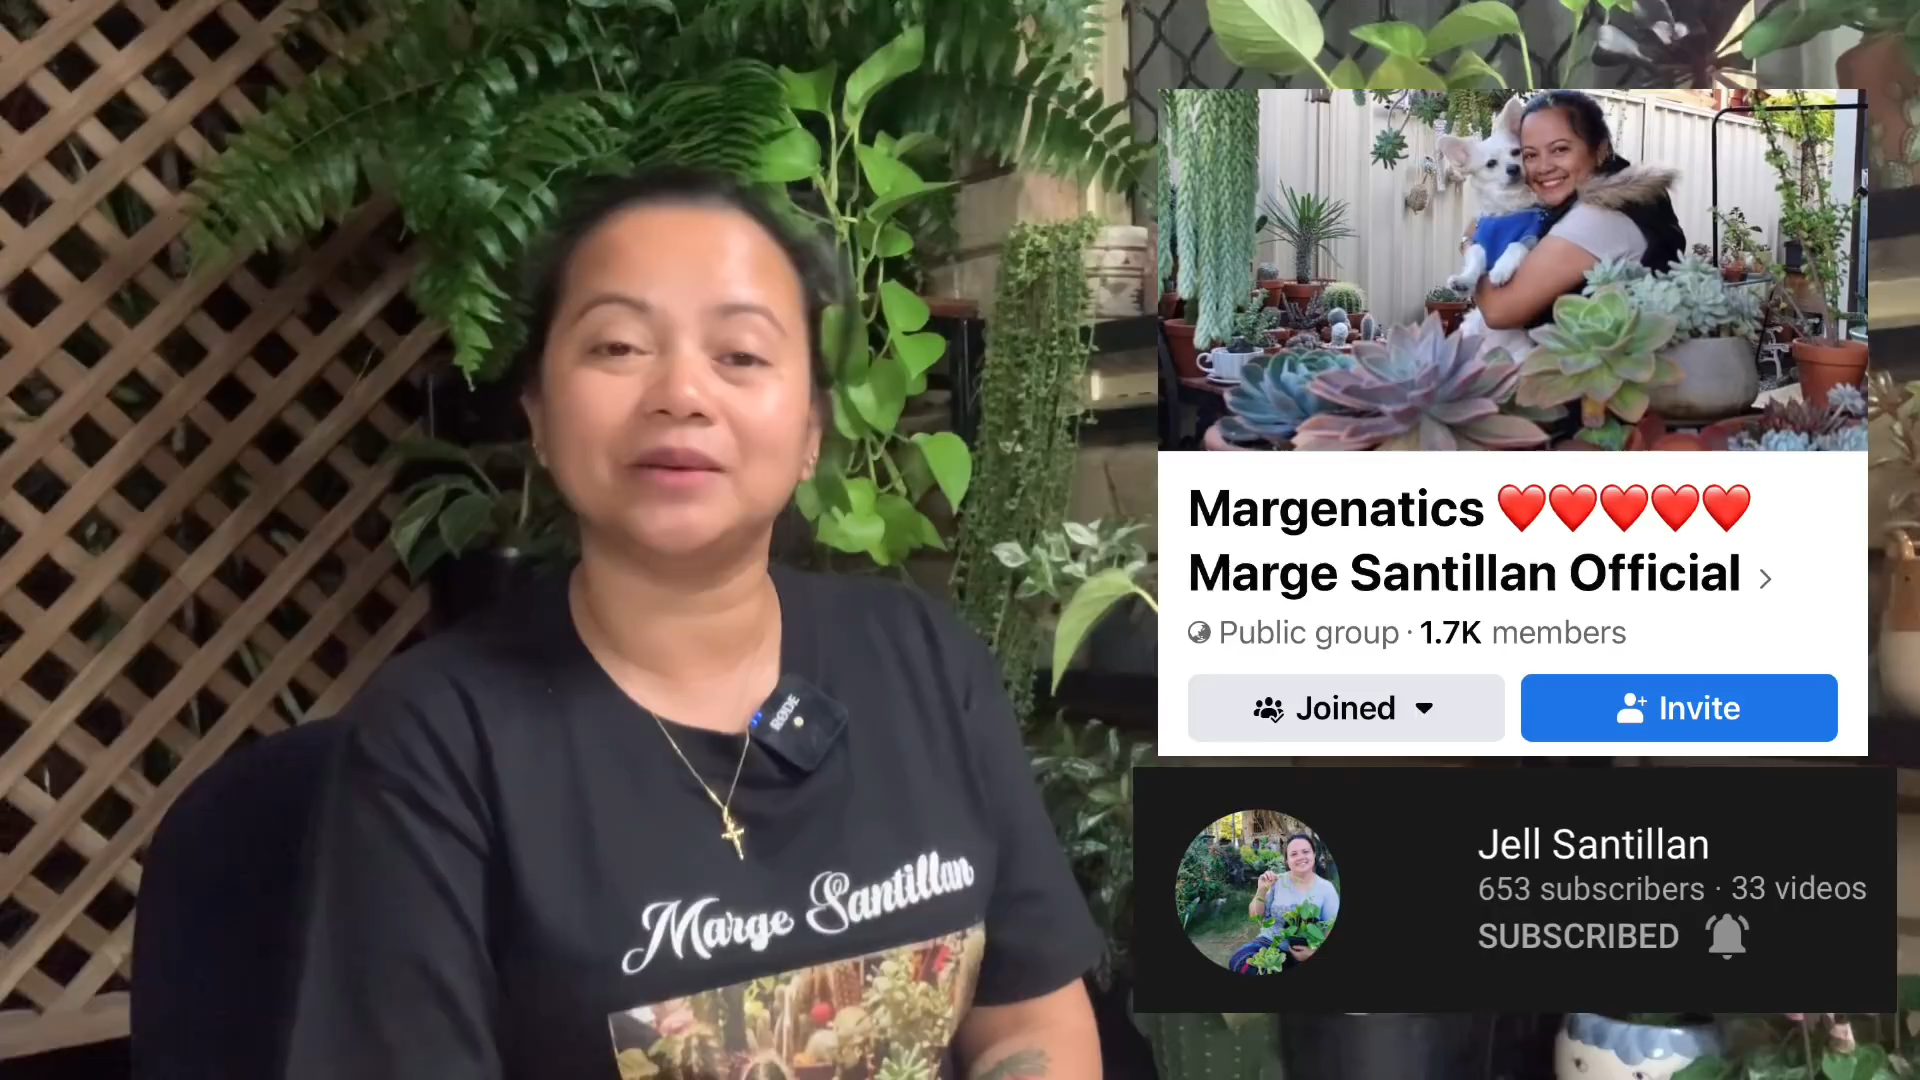 Margenatics ❤️❤️❤️❤️❤️
Marge Santillan Official
Public group · 1.7K members
Joined
Invite
Jell Santillan
653 subscribers · 33 videos
SUBSCRIBED
RØDE
Marge Santillan